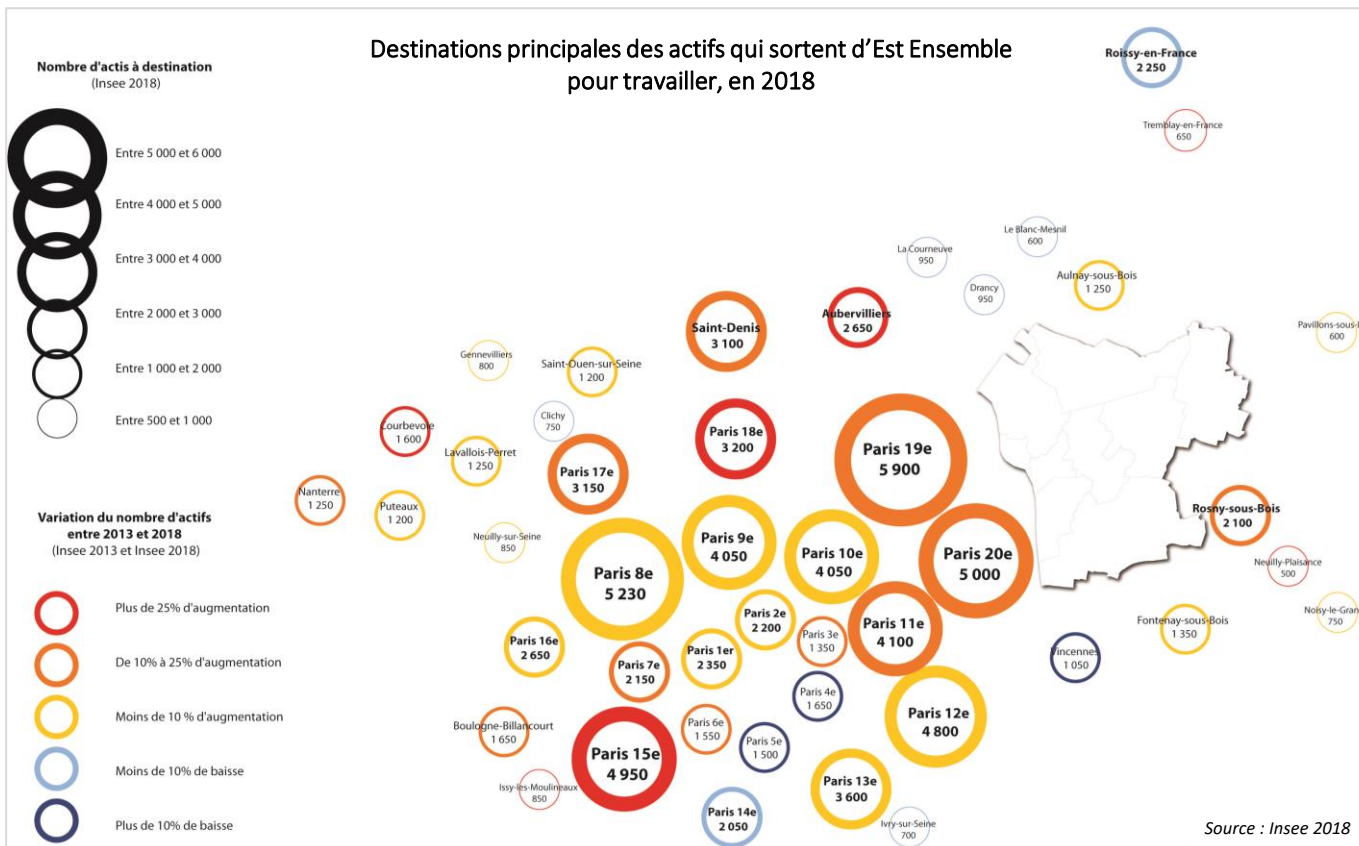 Destinations principales des actifs qui sortent d’Est Ensemble
pour travailler, en 2018
Nombre d'actis à destination
(Insee 2018)
Entre 5 000 et 6 000
Entre 4 000 et 5 000
Entre 3 000 et 4 000
Entre 2 000 et 3 000
Entre 1 000 et 2 000
Entre 500 et 1 000
Variation du nombre d'actifs
entre 2013 et 2018
(Insee 2013 et Insee 2018)
Plus de 25% d'augmentation
De 10% à 25% d'augmentation
Moins de 10 % d'augmentation
Moins de 10% de baisse
Plus de 10% de baisse
Roissy-en-France
2 250
Tremblay-en-France
650
Le Blanc-Mesnil
600
La Courneuve
950
Drancy
950
Aulnay-sous-Bois
1 250
Pavillons-sous-
600
Aubervilliers
2 650
Saint-Denis
3 100
Gennevilliers
800
Saint-Ouen-sur-Seine
1 200
Clichy
750
Courbevoie
1 600
Lavallois-Perret
1 250
Nanterre
1 250
Puteaux
1 200
Neuilly-sur-Seine
850
Paris 17e
3 150
Paris 18e
3 200
Paris 19e
5 900
Paris 9e
4 050
Paris 10e
4 050
Paris 20e
5 000
Paris 8e
5 230
Paris 2e
2 200
Paris 3e
1 350
Paris 11e
4 100
Paris 16e
2 650
Paris 7e
2 150
Paris 1er
2 350
Paris 4e
1 650
Paris 12e
4 800
Boulogne-Billancourt
1 650
Paris 15e
4 950
Paris 6e
1 550
Paris 5e
1 500
Paris 13e
3 600
Issy-les-Moulineaux
850
Paris 14e
2 050
Ivry-sur-Seine
700
Rosny-sous-Bois
2 100
Neuilly-Plaisance
500
Noisy-le-Gran
750
Fontenay-sous-Bois
1 350
Vincennes
1 050
Source : Insee 2018